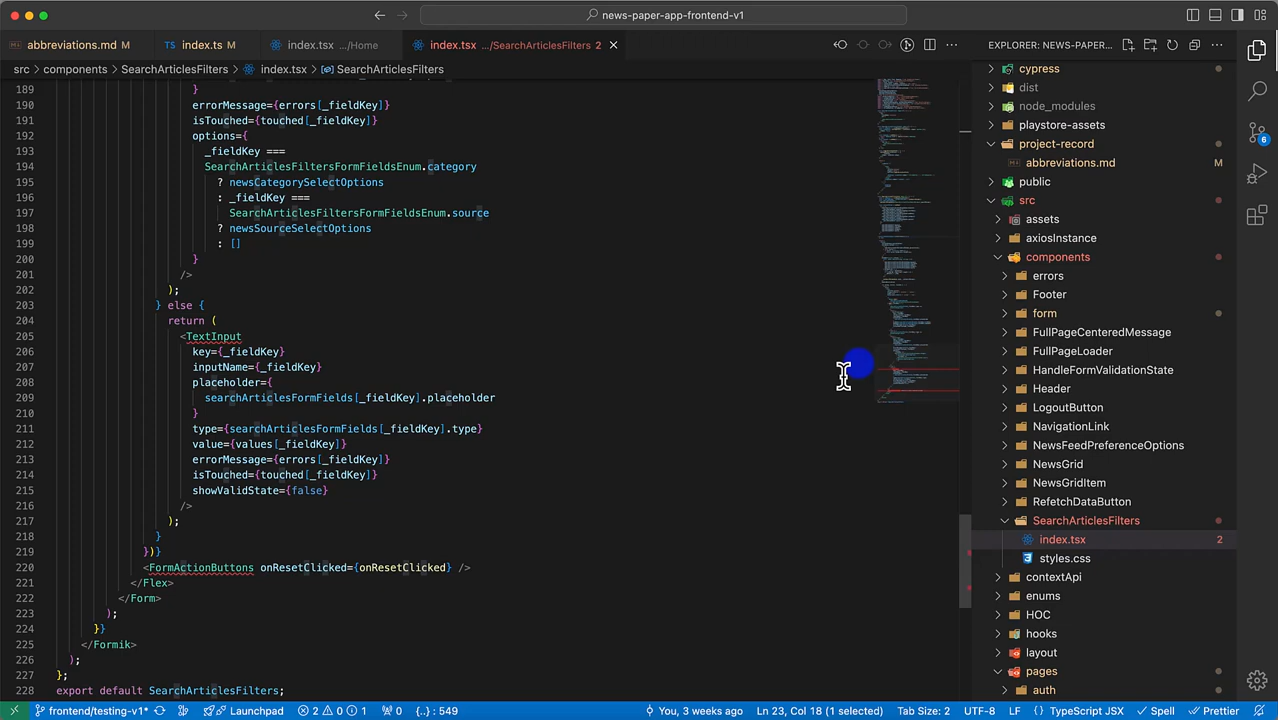 news-paper-app-frontend-v1
abbreviations.md M
index.ts M
index.tsx .../Home
index.tsx .../SearchArticlesFilters 2
EXPLORER: NEWS-PAPER...
src > components > SearchArticlesFilters > index.tsx > SearchArticlesFilters
189 }
190 errorMessage={errors[_fieldKey]}
191 touched={touched[_fieldKey]}
192 options={
193 _fieldKey ===
194 SearchArticlesFiltersFormFieldsEnum.category
195 ? newsCategorySelectOptions
196 : _fieldKey ===
197 SearchArticlesFiltersFormFieldsEnum.source
198 ? newsSourceSelectOptions
199 : []
200 }
201 />
202 );
203 } else {
204 return (
205 <TextInput
206 key={_fieldKey}
207 inputName={_fieldKey}
208 placeholder={
209 searchArticlesFormFields[_fieldKey].placeholder
210 }
211 type={searchArticlesFormFields[_fieldKey].type}
212 value={values[_fieldKey]}
213 errorMessage={errors[_fieldKey]}
214 isTouched={touched[_fieldKey]}
215 showValidState={false}
216 />
217 );
218 }
219 })}
220 <FormActionButtons onResetClicked={onResetClicked} />
221 </Flex>
222 </Form>
223 );
224 }}
225 </Formik>
226 );
227 };
228 export default SearchArticlesFilters;
cypress
dist
node_modules
playstore-assets
project-record
abbreviations.md M
public
src
assets
axiosInstance
components
errors
Footer
form
FullPageCenteredMessage
FullPageLoader
HandleFormValidationState
Header
LogoutButton
NavigationLink
NewsFeedPreferenceOptions
NewsGrid
NewsGridItem
RefetchDataButton
SearchArticlesFilters
index.tsx 2
styles.css
contextApi
enums
HOC
hooks
layout
pages
auth
6
frontend/testing-v1* Launchpad 2 0 1 0 {..} : 549 You, 3 weeks ago Ln 23, Col 18 (1 selected) Tab Size: 2 UTF-8 LF TypeScript JSX Spell Prettier